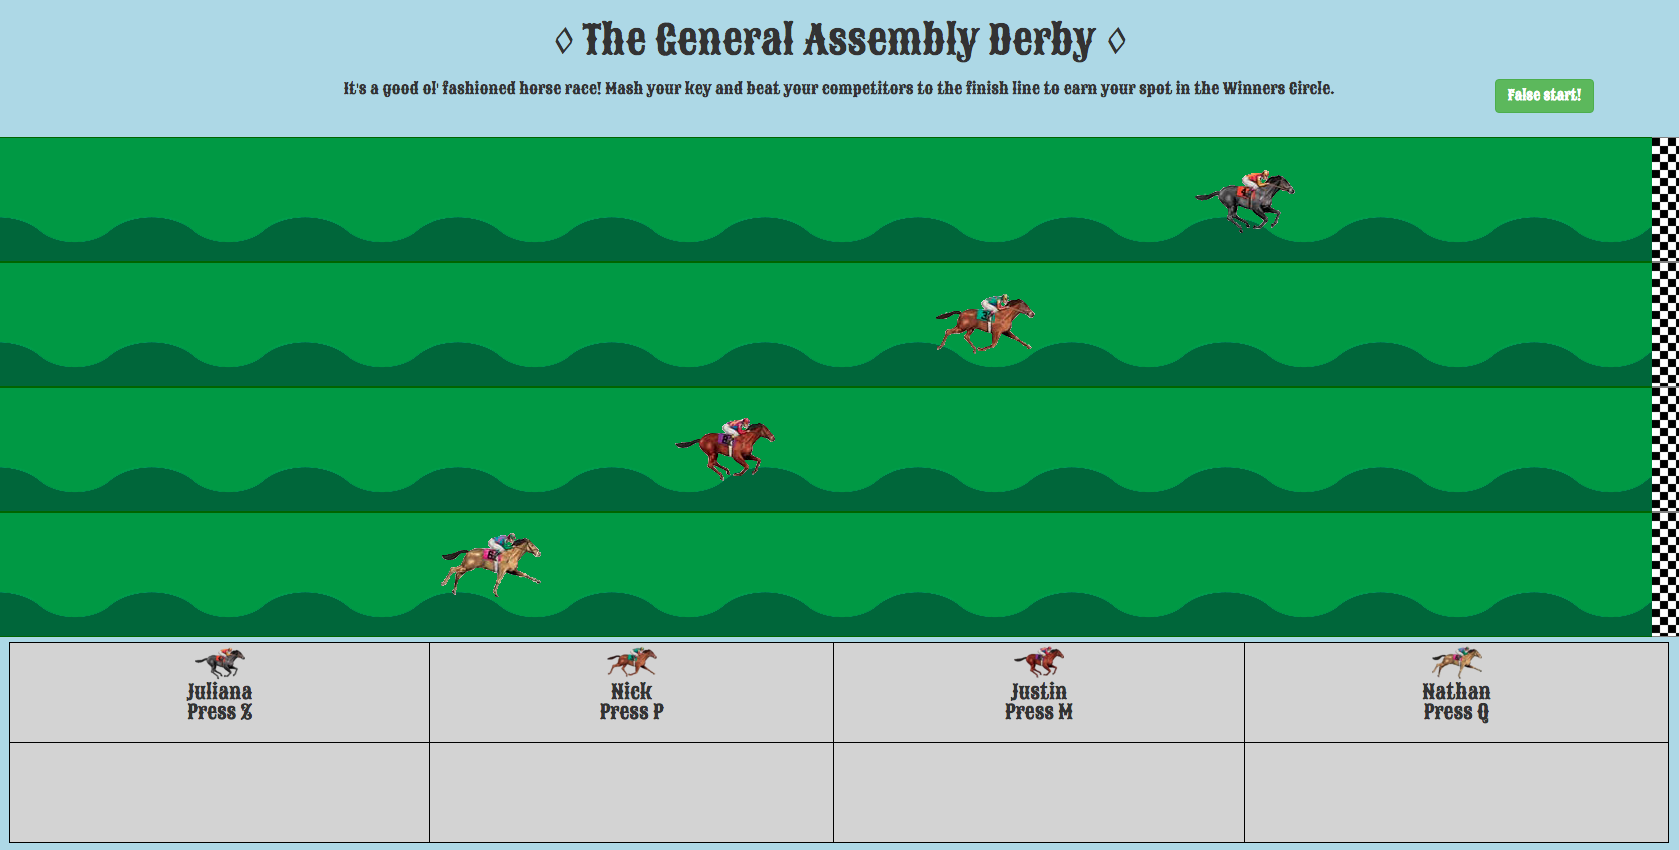 ◊ The General Assembly Derby ◊
It's a good ol' fashioned horse race! Mash your key and beat your competitors to the finish line to earn your spot in the Winners Circle.
False start!
Juliana
Press Z
Nick
Press P
Justin
Press M
Nathan
Press Q